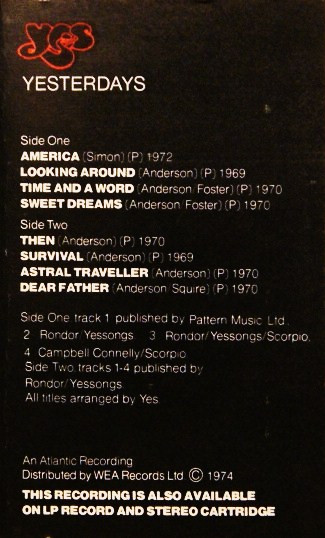 Yes
YESTERDAYS
Side One
AMERICA (Simon) (P) 1972
LOOKING AROUND (Anderson) (P) 1969
TIME AND A WORD (Anderson/Foster) (P) 1970
SWEET DREAMS (Anderson/Foster) (P) 1970
Side Two
THEN (Anderson) (P) 1970
SURVIVAL (Anderson) (P) 1969
ASTRAL TRAVELLER (Anderson) (P) 1970
DEAR FATHER (Anderson/Squire) (P) 1970
Side One track 1 published by Pattern Music Ltd.
2 Rondor/Yessongs 3 Rondor/Yessongs/Scorpio,
4 Campbell Connelly/Scorpio
Side Two tracks 1-4 published by
Rondor/Yessongs
All titles arranged by Yes
An Atlantic Recording
Distributed by WEA Records Ltd © 1974
THIS RECORDING IS ALSO AVAILABLE
ON LP RECORD AND STEREO CARTRIDGE